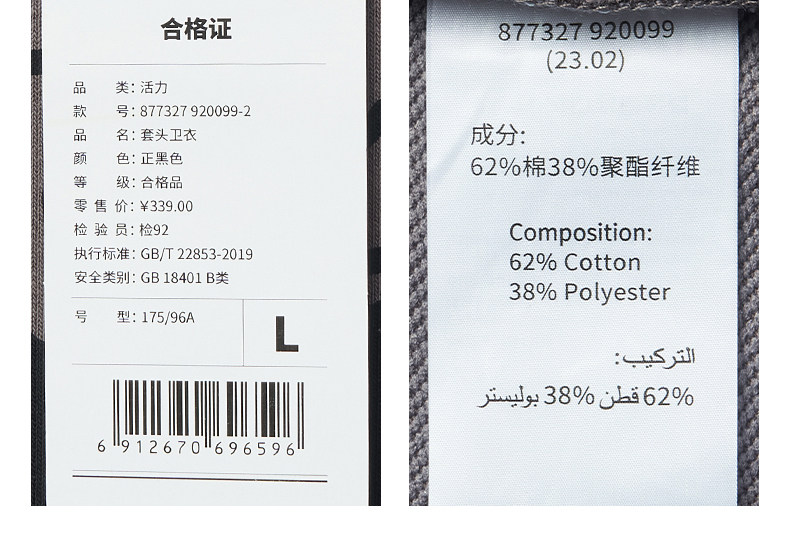 合格证
品 类: 活力
款 号: 877327 920099-2
品 名: 套头卫衣
颜 色: 正黑色
等 级: 合格品
零 售 价: ¥339.00
检 验 员: 检92
执行标准: GB/T 22853-2019
安全类别: GB 18401 B类
号 型: 175/96A
L
6 912670 696596
877327 920099
(23.02)
成分:
62%棉38%聚酯纤维
Composition:
62% Cotton
38% Polyester
التركيب:
62% قطن 38% بوليستر